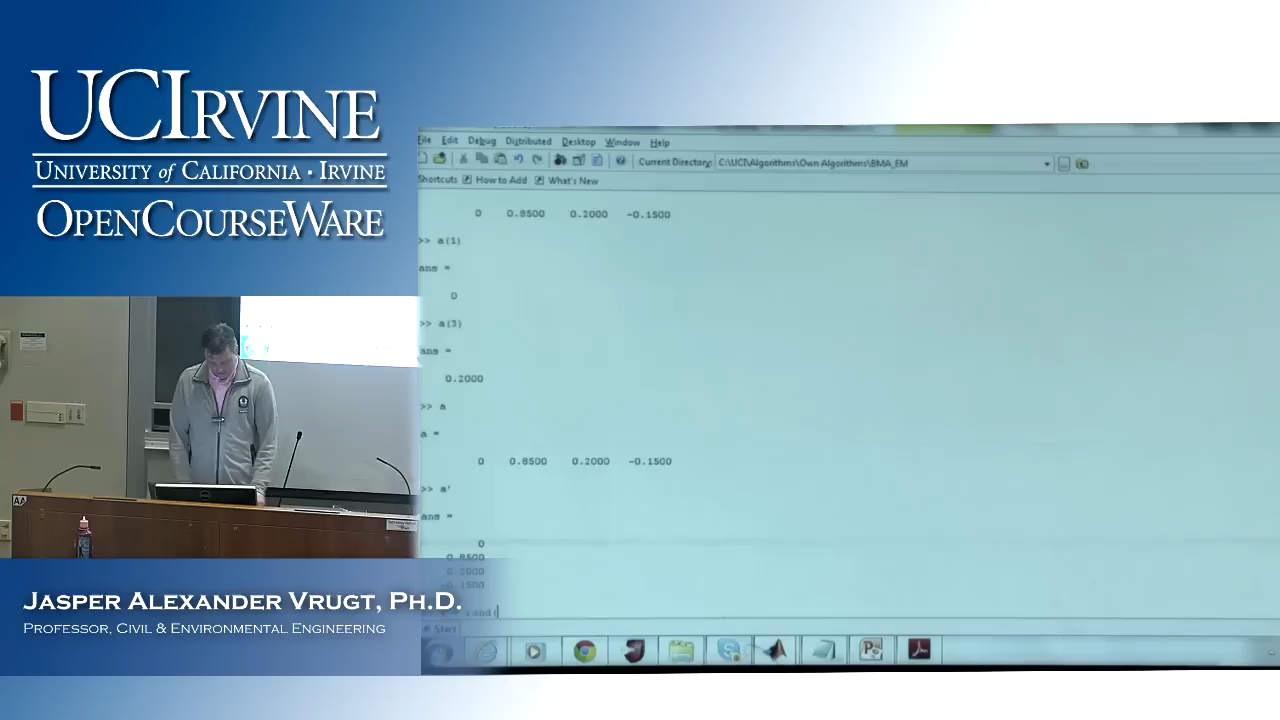 UCIRVINE
UNIVERSITY of CALIFORNIA · IRVINE
OPENCOURSEWARE
File Edit Debug Distributed Desktop Window Help
Current Directory: C:\UCI\Algorithms\Own Algorithms\BMA_EM
Shortcuts How to Add What's New
0 0.8500 0.2000 -0.1500
>> a(1)
ans =
0
>> a(3)
ans =
0.2000
>> a
a =
0 0.8500 0.2000 -0.1500
>> a'
ans =
0
0.8500
0.2000
-0.1500
= rand(
Start
AA
JASPER ALEXANDER VRUGT, PH.D.
PROFESSOR, CIVIL & ENVIRONMENTAL ENGINEERING